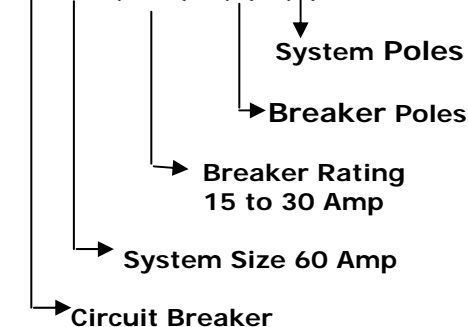 System Poles
Breaker Poles
Breaker Rating
15 to 30 Amp
System Size 60 Amp
Circuit Breaker